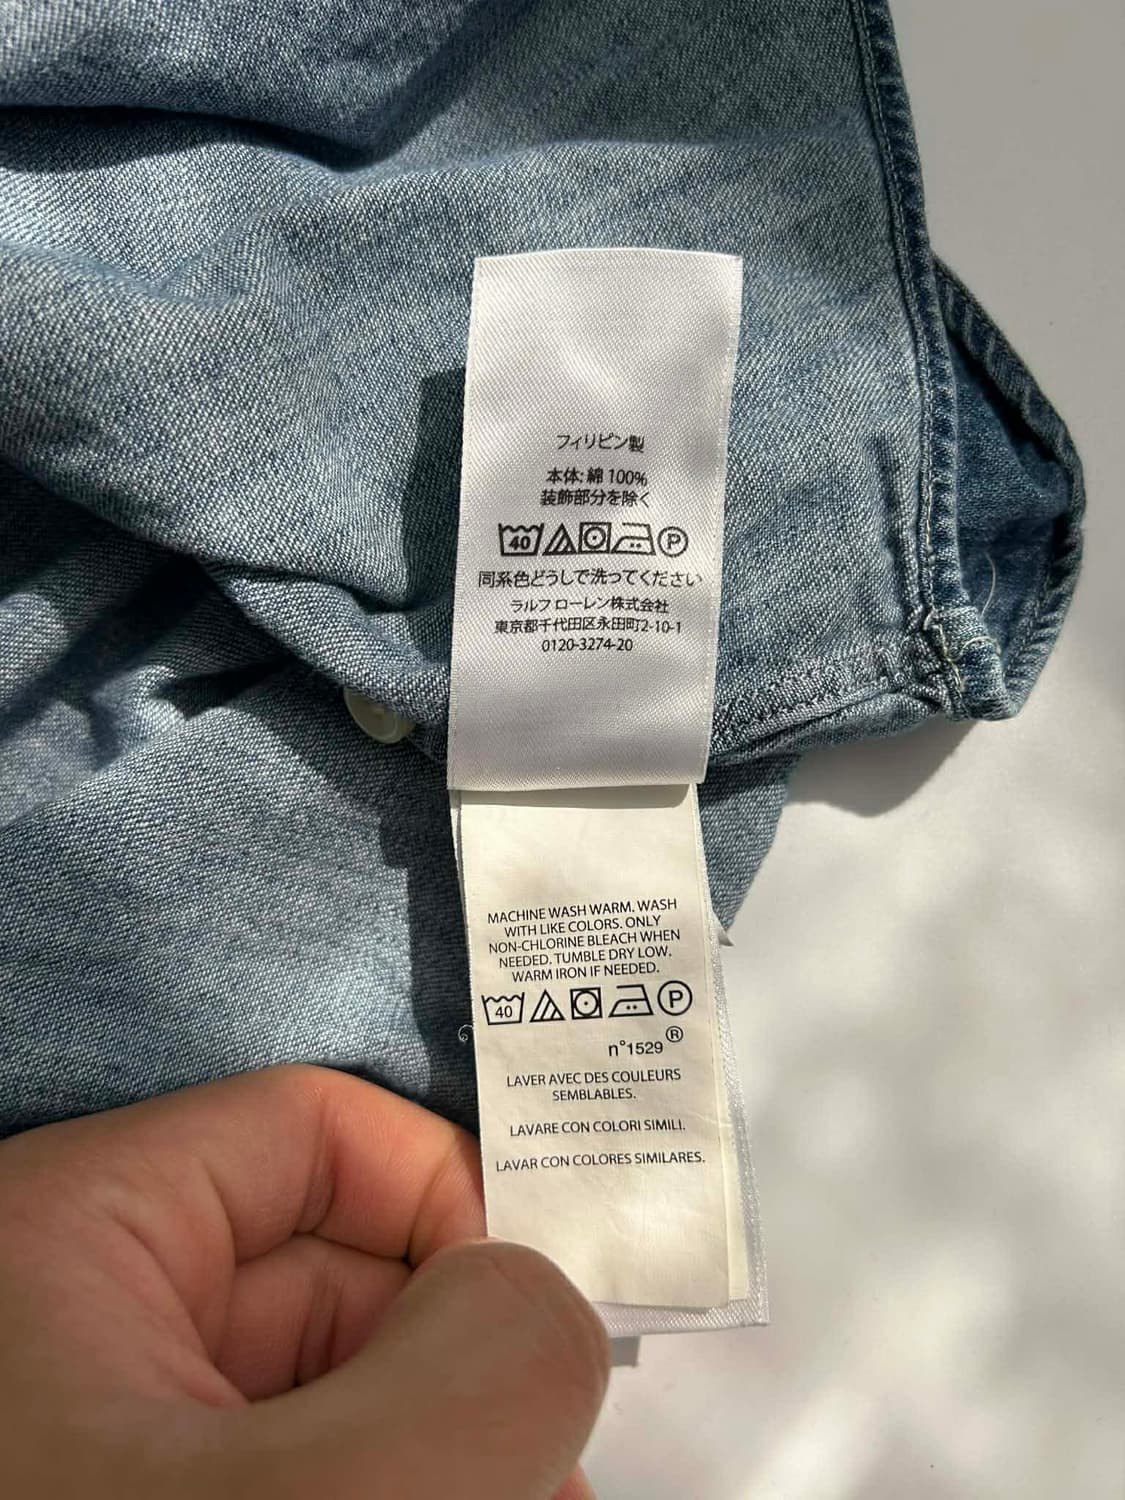 フィリピン製
本体: 綿 100%
装飾部分を除く
40 P
同系色どうしで洗ってください
ラルフ ローレン株式会社
東京都千代田区永田町2-10-1
0120-3274-20
MACHINE WASH WARM. WASH
WITH LIKE COLORS. ONLY
NON-CHLORINE BLEACH WHEN
NEEDED. TUMBLE DRY LOW.
WARM IRON IF NEEDED.
40 P
n°1529 ®
LAVER AVEC DES COULEURS
SEMBLABLES.
LAVARE CON COLORI SIMILI.
LAVAR CON COLORES SIMILARES.